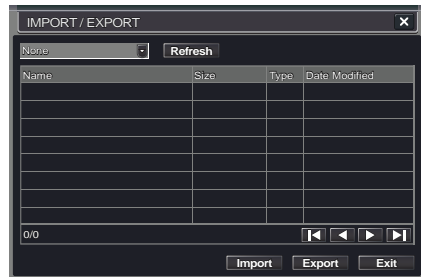 IMPORT / EXPORT
None Refresh
Name Size Type Date Modified
0/0
Import Export Exit